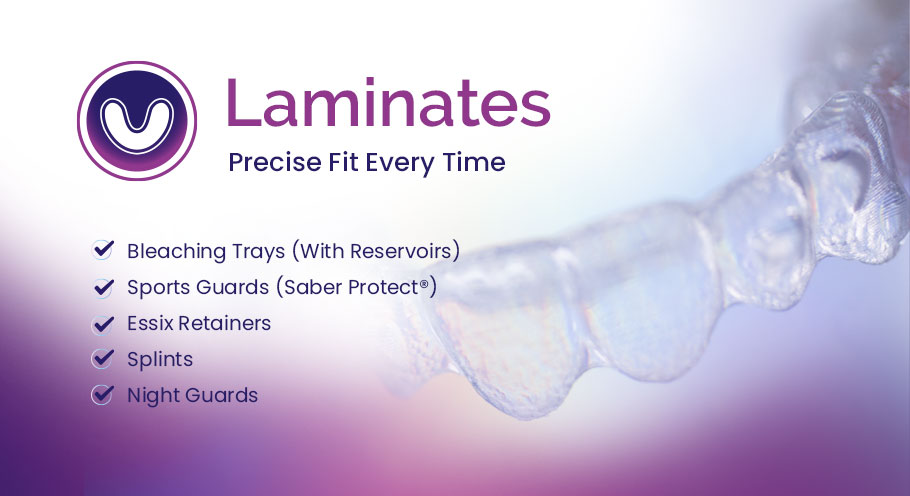 Laminates
Precise Fit Every Time
Bleaching Trays (With Reservoirs)
Sports Guards (Saber Protect®)
Essix Retainers
Splints
Night Guards